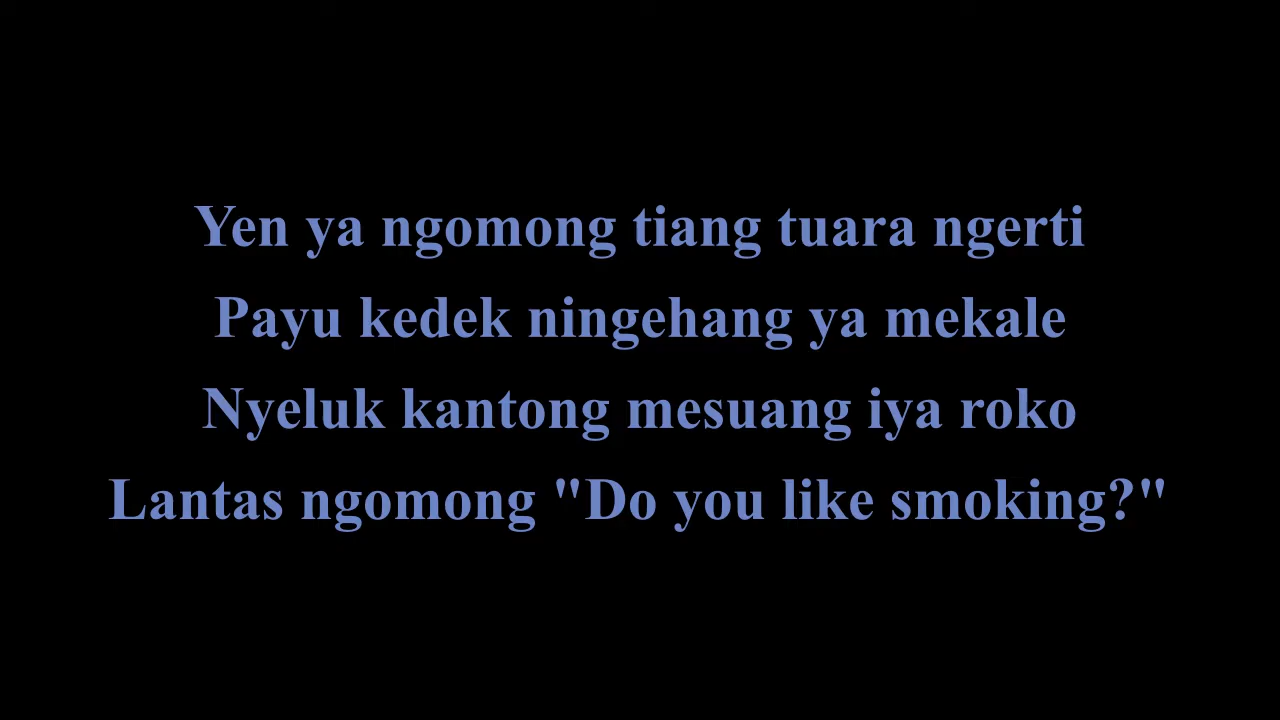 Yen ya ngomong tiang tuara ngerti
Payu kedek ningehang ya mekale
Nyeluk kantong mesuang iya roko
Lantas ngomong "Do you like smoking?"